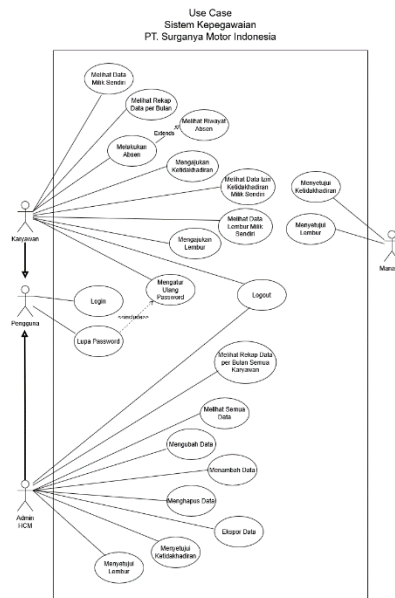 Use Case
Sistem Kepegawaian
PT. Surganya Motor Indonesia
Melihat Data
Milik Sendiri
Melihat Rekap
Data per Bulan
Melihat Riwayat
Absen
Extends
Melakukan
Absen
Mengajukan
Ketidakhadiran
Melihat Data Izin
Ketidakhadiran
Milik Sendiri
Menyetujui
Ketidakhadiran
Karyawan
Melihat Data
Lembur Milik
Sendiri
Menyetujui
Lembur
Mengajukan
Lembur
Mana
Mengatur
Ulang
Password
Logout
Login
Pengguna
<<include>>
Lupa Password
Melihat Rekap Data
per Bulan Semua
Karyawan
Melihat Semua
Data
Mengubah Data
Menambah Data
Menghapus Data
Admin
HCM
Ekspor Data
Menyetujui
Ketidakhadiran
Menyetujui
Lembur